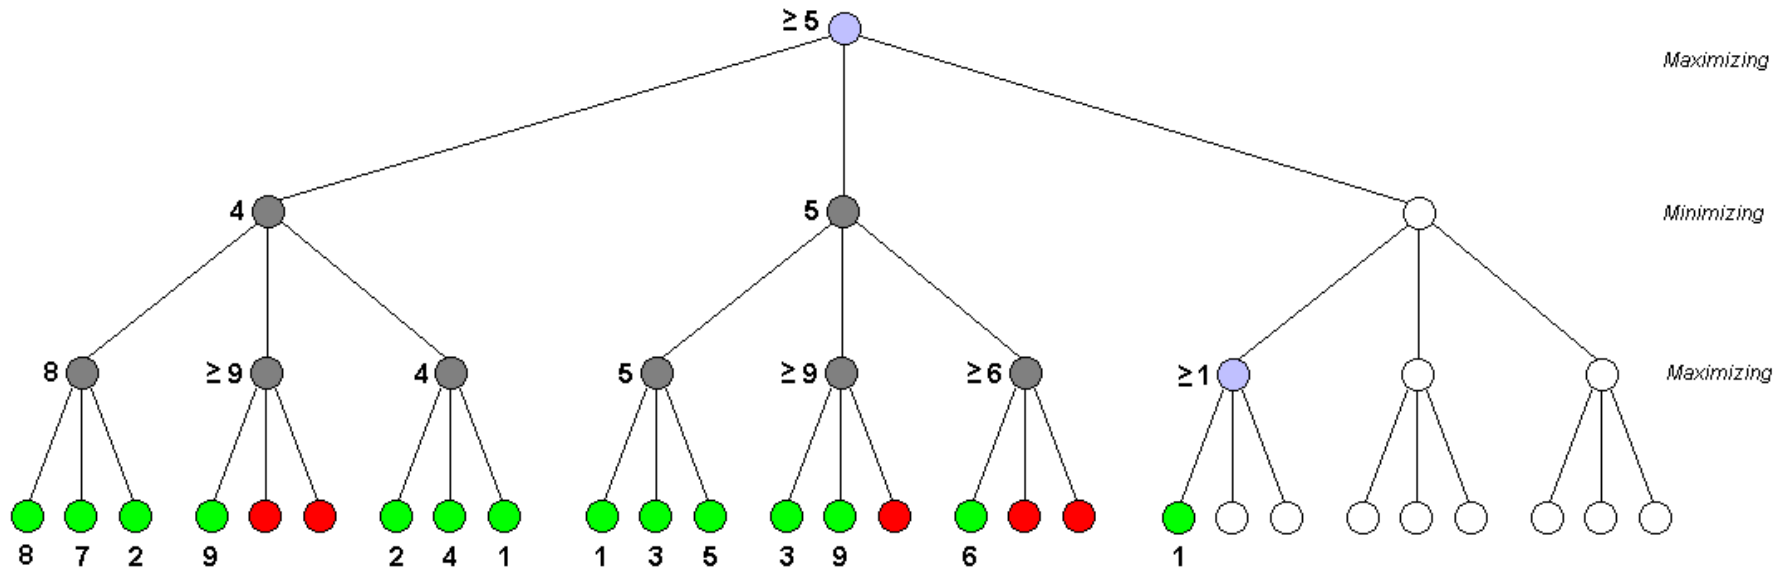 ≥ 5
Maximizing
4
5
Minimizing
8
≥ 9
4
5
≥ 9
≥ 6
≥ 1
Maximizing
8 7 2 9 2 4 1 1 3 5 3 9 6 1